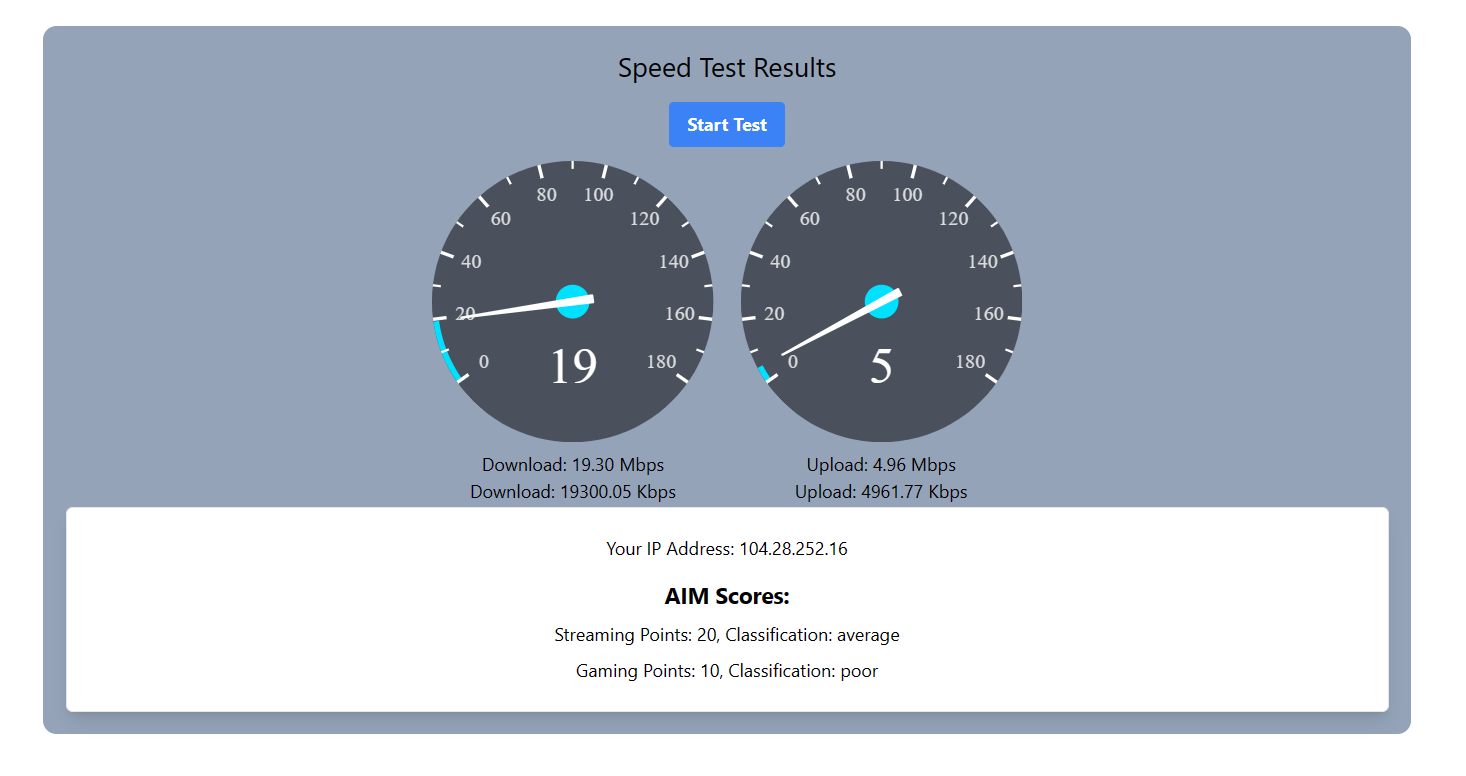 Speed Test Results
Start Test
0 20 40 60 80 100 120 140 160 180
19
0 20 40 60 80 100 120 140 160 180
5
Download: 19.30 Mbps
Download: 19300.05 Kbps
Upload: 4.96 Mbps
Upload: 4961.77 Kbps
Your IP Address: 104.28.252.16
AIM Scores:
Streaming Points: 20, Classification: average
Gaming Points: 10, Classification: poor